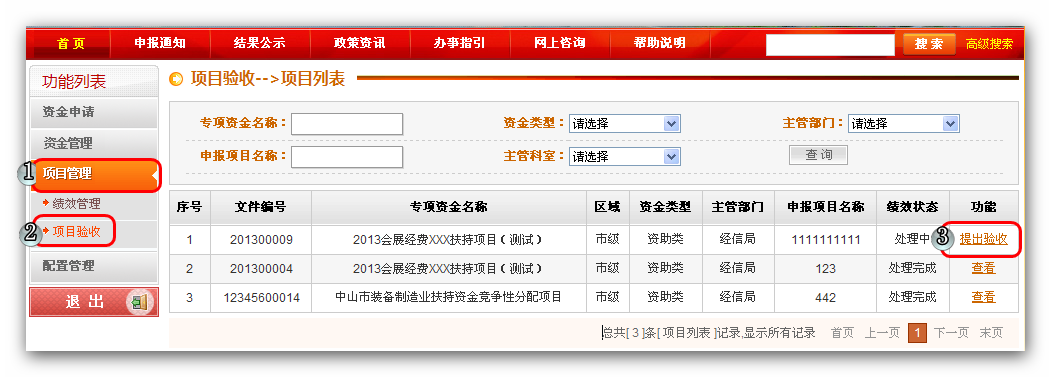 首页 申报通知 结果公示 政策资讯 办事指引 网上咨询 帮助说明 搜索 高级搜索
功能列表
资金申请
资金管理
1 项目管理
绩效管理
2 项目验收
配置管理
退出
项目验收-->项目列表
专项资金名称： 资金类型： 请选择 主管部门： 请选择
申报项目名称： 主管科室： 请选择 查询
序号 文件编号 专项资金名称 区域 资金类型 主管部门 申报项目名称 绩效状态 功能
1 201300009 2013会展经费XXX扶持项目（测试） 市级 资助类 经信局 1111111111 处理中 3 提出验收
2 201300004 2013会展经费XXX扶持项目（测试） 市级 资助类 经信局 123 处理完成 查看
3 12345600014 中山市装备制造业扶持资金竞争性分配项目 市级 资助类 经信局 442 处理完成 查看
总共[ 3 ]条[ 项目列表 ]记录,显示所有记录 首页 上一页 1 下一页 末页